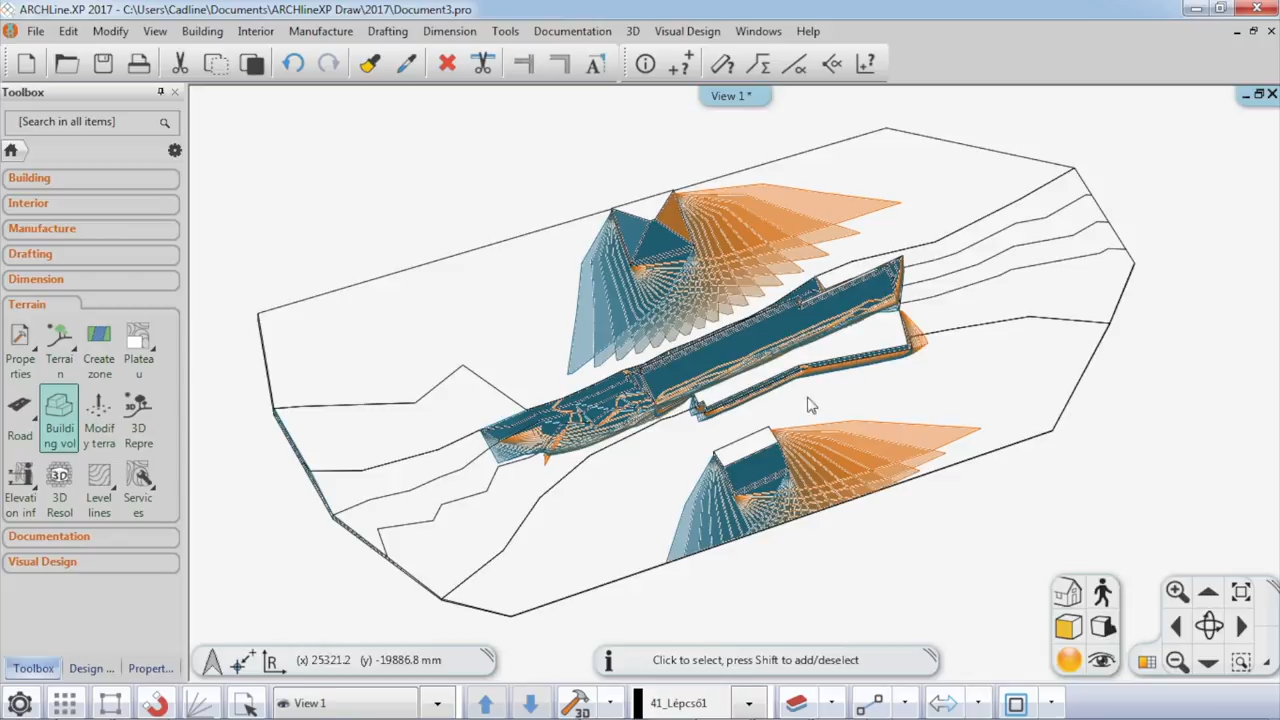 ARCHLine.XP 2017 - C:\Users\Cadline\Documents\ARCHlineXP Draw\2017\Document3.pro
File Edit Modify View Building Interior Manufacture Drafting Dimension Tools Documentation 3D Visual Design Windows Help
Toolbox
View 1 *
[Search in all items]
Building
Interior
Manufacture
Drafting
Dimension
Terrain
Prope Terrai Create Platea
rties n zone u
Buildi Modif 3D
Road ng vol y terra Repre
Elevati 3D Level Servic
on inf Resol lines es
Documentation
Visual Design
Toolbox Design ... Propert...
(x) 25321.2 (y) -19886.8 mm
Click to select, press Shift to add/deselect
View 1
3D
41_Lépcső1